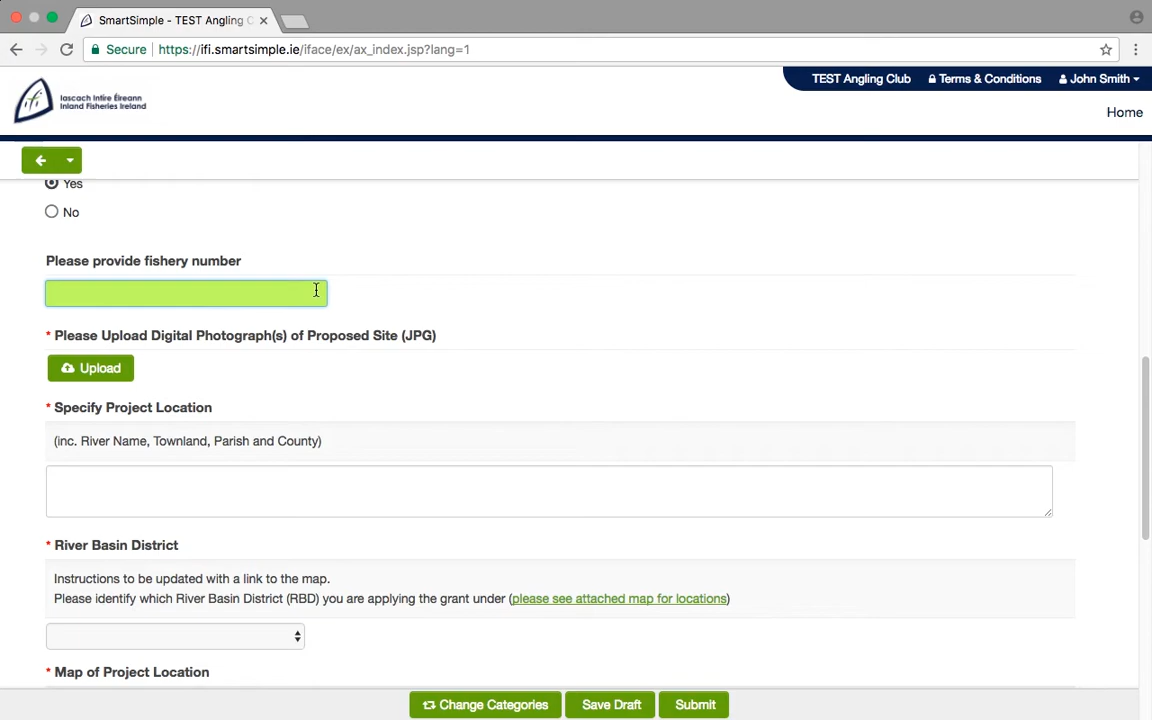 SmartSimple - TEST Angling C
Secure https://ifi.smartsimple.ie/iface/ex/ax_index.jsp?lang=1
TEST Angling Club Terms & Conditions John Smith
Iascach Intíre Éireann
Inland Fisheries Ireland
Home
Yes
No
Please provide fishery number
* Please Upload Digital Photograph(s) of Proposed Site (JPG)
Upload
* Specify Project Location
(inc. River Name, Townland, Parish and County)
* River Basin District
Instructions to be updated with a link to the map.
Please identify which River Basin District (RBD) you are applying the grant under (please see attached map for locations)
* Map of Project Location
Change Categories Save Draft Submit